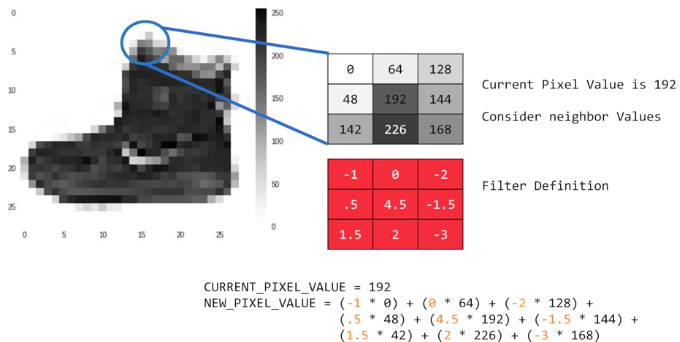 0
5
10
15
20
25
0 5 10 15 20 25
250
200
150
100
50
0
0 64 128
48 192 144
142 226 168
Current Pixel Value is 192
Consider neighbor Values
-1 0 -2
.5 4.5 -1.5
1.5 2 -3
Filter Definition
CURRENT_PIXEL_VALUE = 192
NEW_PIXEL_VALUE = (-1 * 0) + (0 * 64) + (-2 * 128) +
(.5 * 48) + (4.5 * 192) + (-1.5 * 144) +
(1.5 * 42) + (2 * 226) + (-3 * 168)